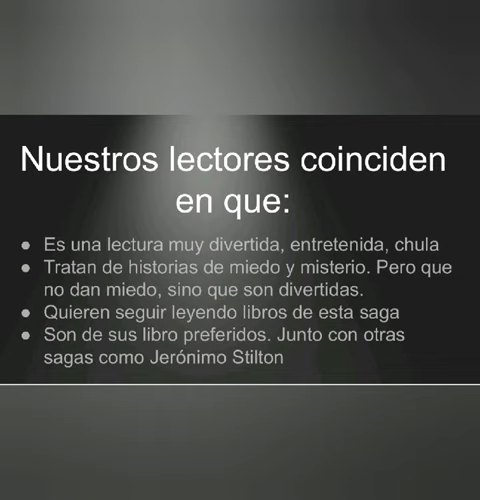 Nuestros lectores coinciden
en que:
● Es una lectura muy divertida, entretenida, chula
● Tratan de historias de miedo y misterio. Pero que
no dan miedo, sino que son divertidas.
● Quieren seguir leyendo libros de esta saga
● Son de sus libro preferidos. Junto con otras
sagas como Jerónimo Stilton